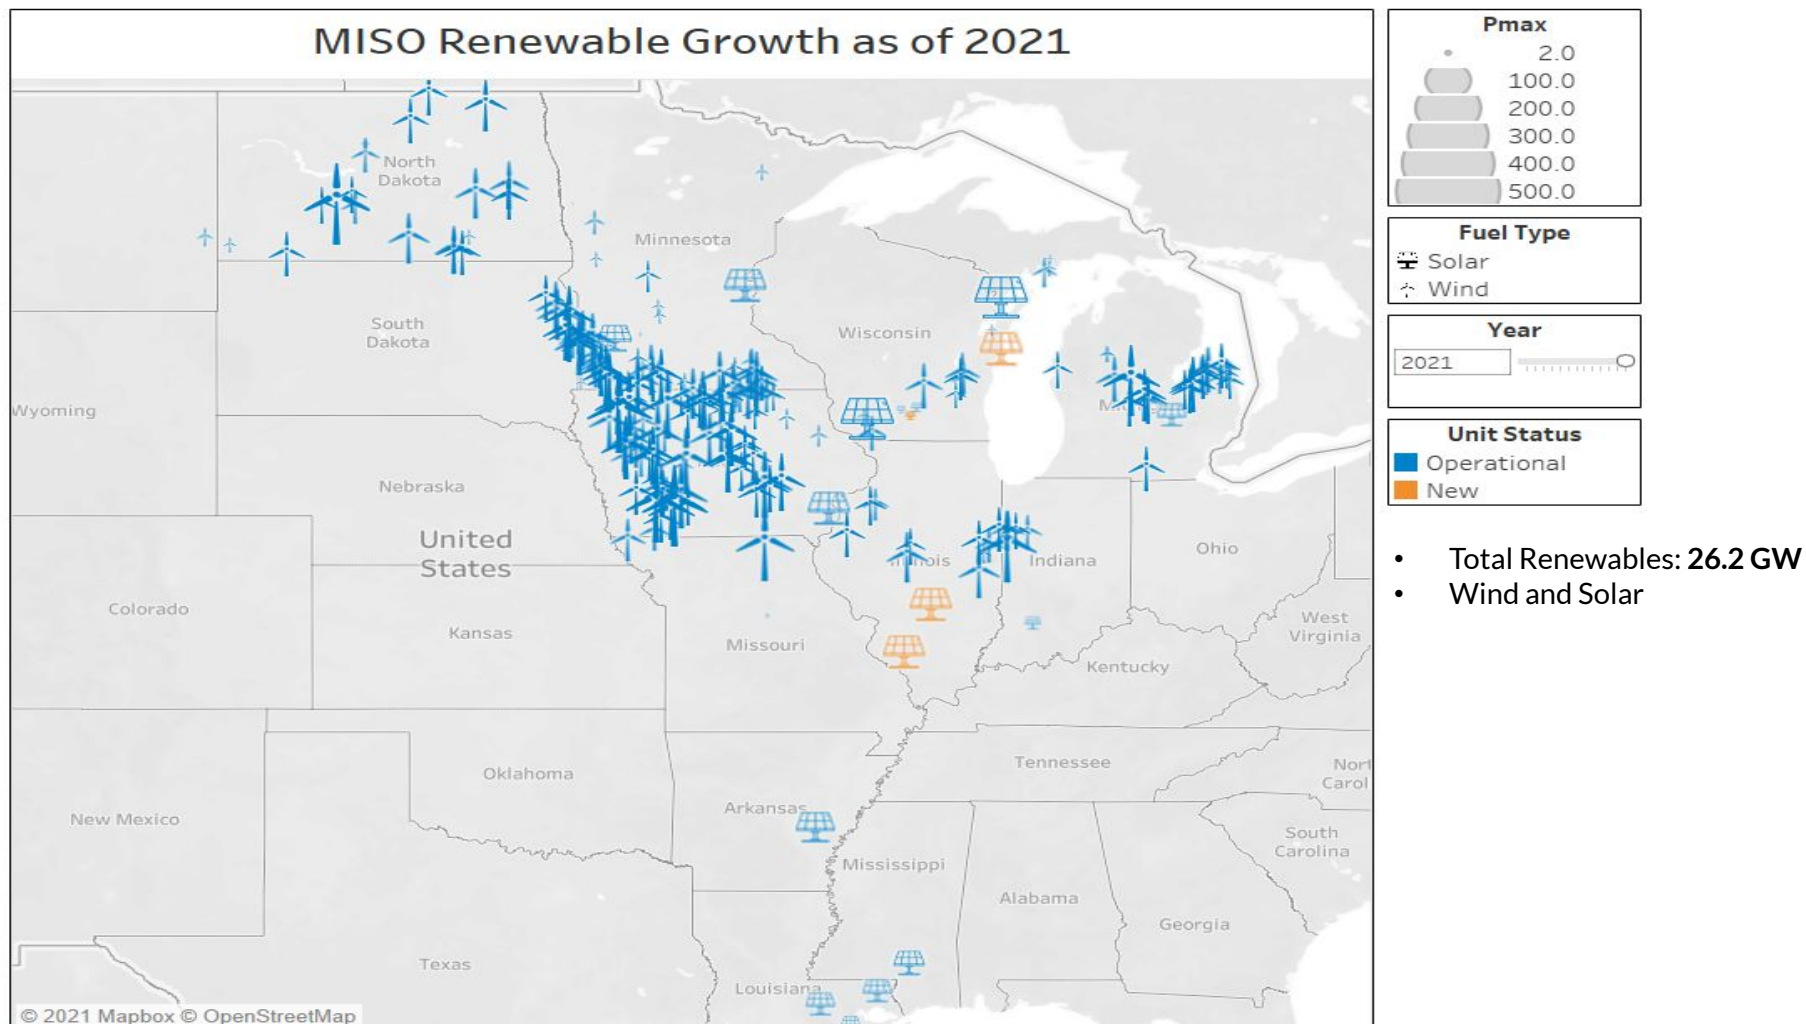 MISO Renewable Growth as of 2021
North
Dakota
Minnesota
South
Dakota
Wisconsin
Wyoming
Nebraska
United
States
Indiana
Ohio
Colorado
Kansas
Missouri
West
Virginia
Kentucky
Oklahoma
Tennessee
Nort
Carol
New Mexico
Arkansas
South
Carolina
Mississippi
Alabama
Georgia
Texas
Louisiana
© 2021 Mapbox © OpenStreetMap
Pmax
2.0
100.0
200.0
300.0
400.0
500.0
Fuel Type
Solar
Wind
Year
2021
Unit Status
Operational
New
• Total Renewables: 26.2 GW
• Wind and Solar